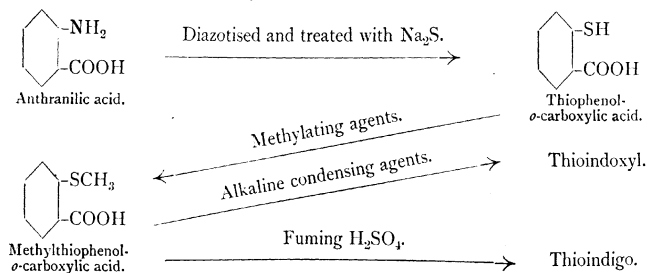 -NH₂
-COOH
Anthranilic acid.
Diazotised and treated with Na₂S.
-SH
-COOH
Thiophenol-
o-carboxylic acid.
Methylating agents.
-SCH₃
-COOH
Methylthiophenol-
o-carboxylic acid.
Alkaline condensing agents.
Thioindoxyl.
Fuming H₂SO₄.
Thioindigo.